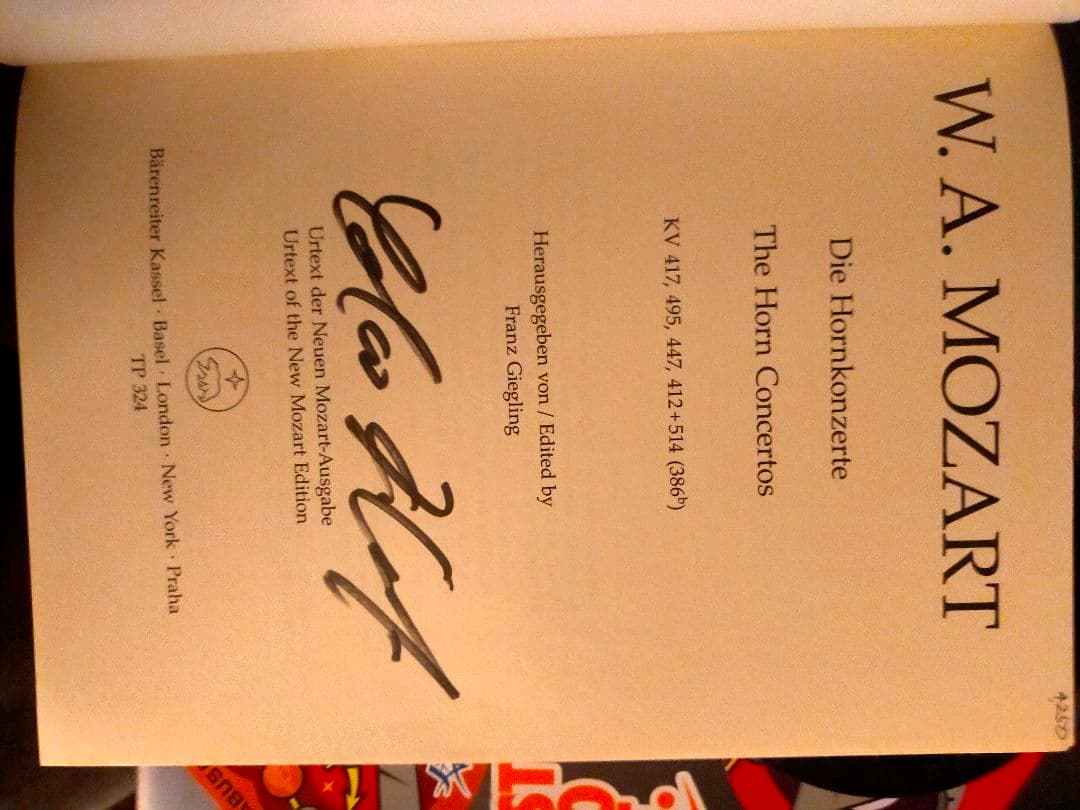 W. A. MOZART
Die Hornkonzerte
The Horn Concertos
KV 417, 495, 447, 412+514 (386ᵇ)
Herausgegeben von / Edited by
Franz Giegling
Urtext der Neuen Mozart-Ausgabe
Urtext of the New Mozart Edition
Bärenreiter Kassel · Basel · London · New York · Praha
TP 324
4250